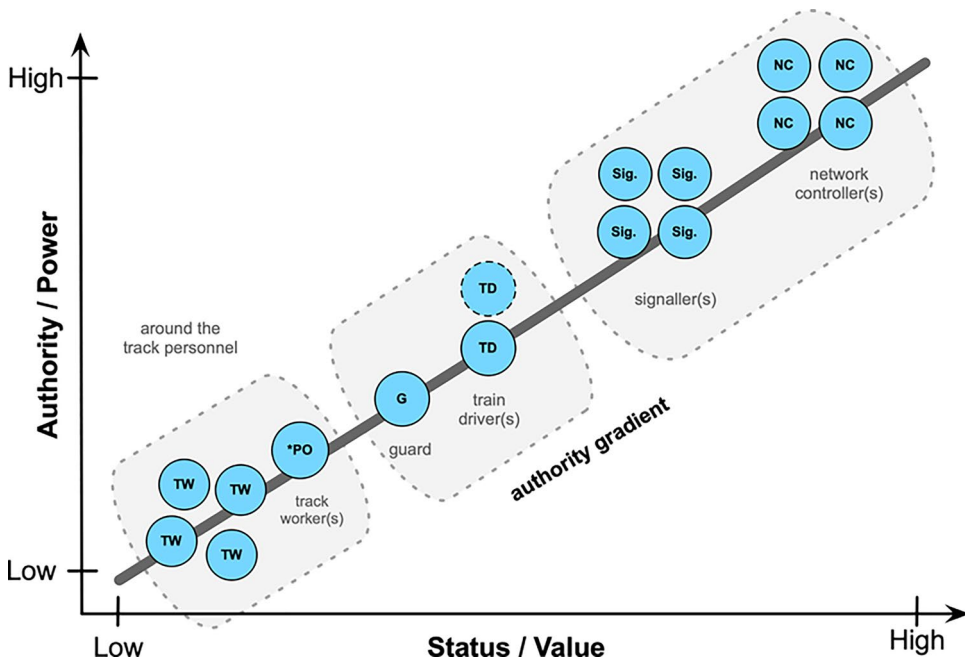 High
Authority / Power
Low
NC
NC
NC
NC
network
controller(s)
Sig.
Sig.
Sig.
Sig.
signaller(s)
TD
TD
train
driver(s)
G
guard
authority gradient
around the
track personnel
*PO
track
worker(s)
TW
TW
TW
TW
Low
Status / Value
High